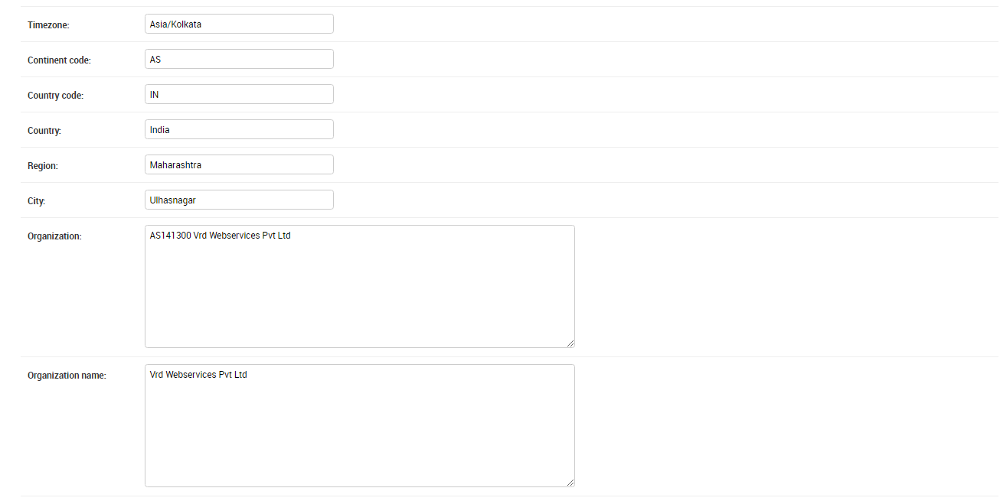 Timezone: Asia/Kolkata
Continent code: AS
Country code: IN
Country: India
Region: Maharashtra
City: Ulhasnagar
Organization: AS141300 Vrd Webservices Pvt Ltd
Organization name: Vrd Webservices Pvt Ltd